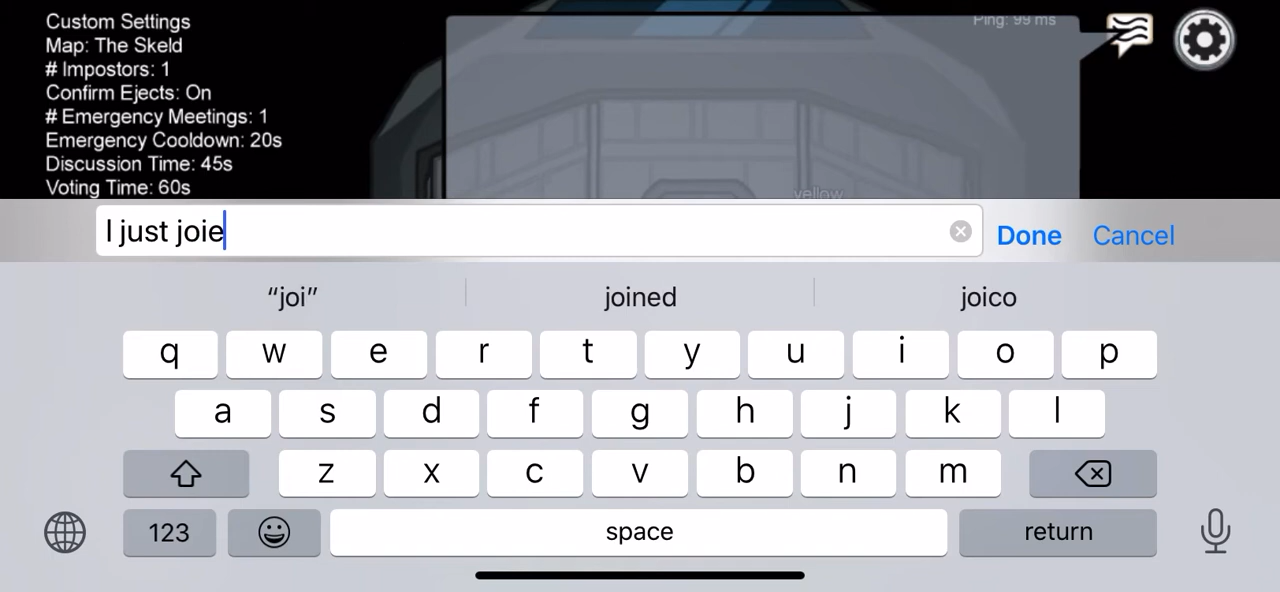 Custom Settings
Map: The Skeld
# Impostors: 1
Confirm Ejects: On
# Emergency Meetings: 1
Emergency Cooldown: 20s
Discussion Time: 45s
Voting Time: 60s
Ping: 99 ms
yellow
I just joie
Done
Cancel
“joi”
joined
joico
q w e r t y u i o p
a s d f g h j k l
z x c v b n m
123
space
return